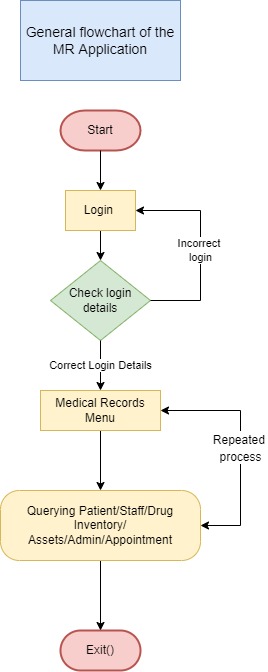 General flowchart of the
MR Application
Start
Login
Incorrect
login
Check login
details
Correct Login Details
Medical Records
Menu
Repeated
process
Querying Patient/Staff/Drug
Inventory/
Assets/Admin/Appointment
Exit()